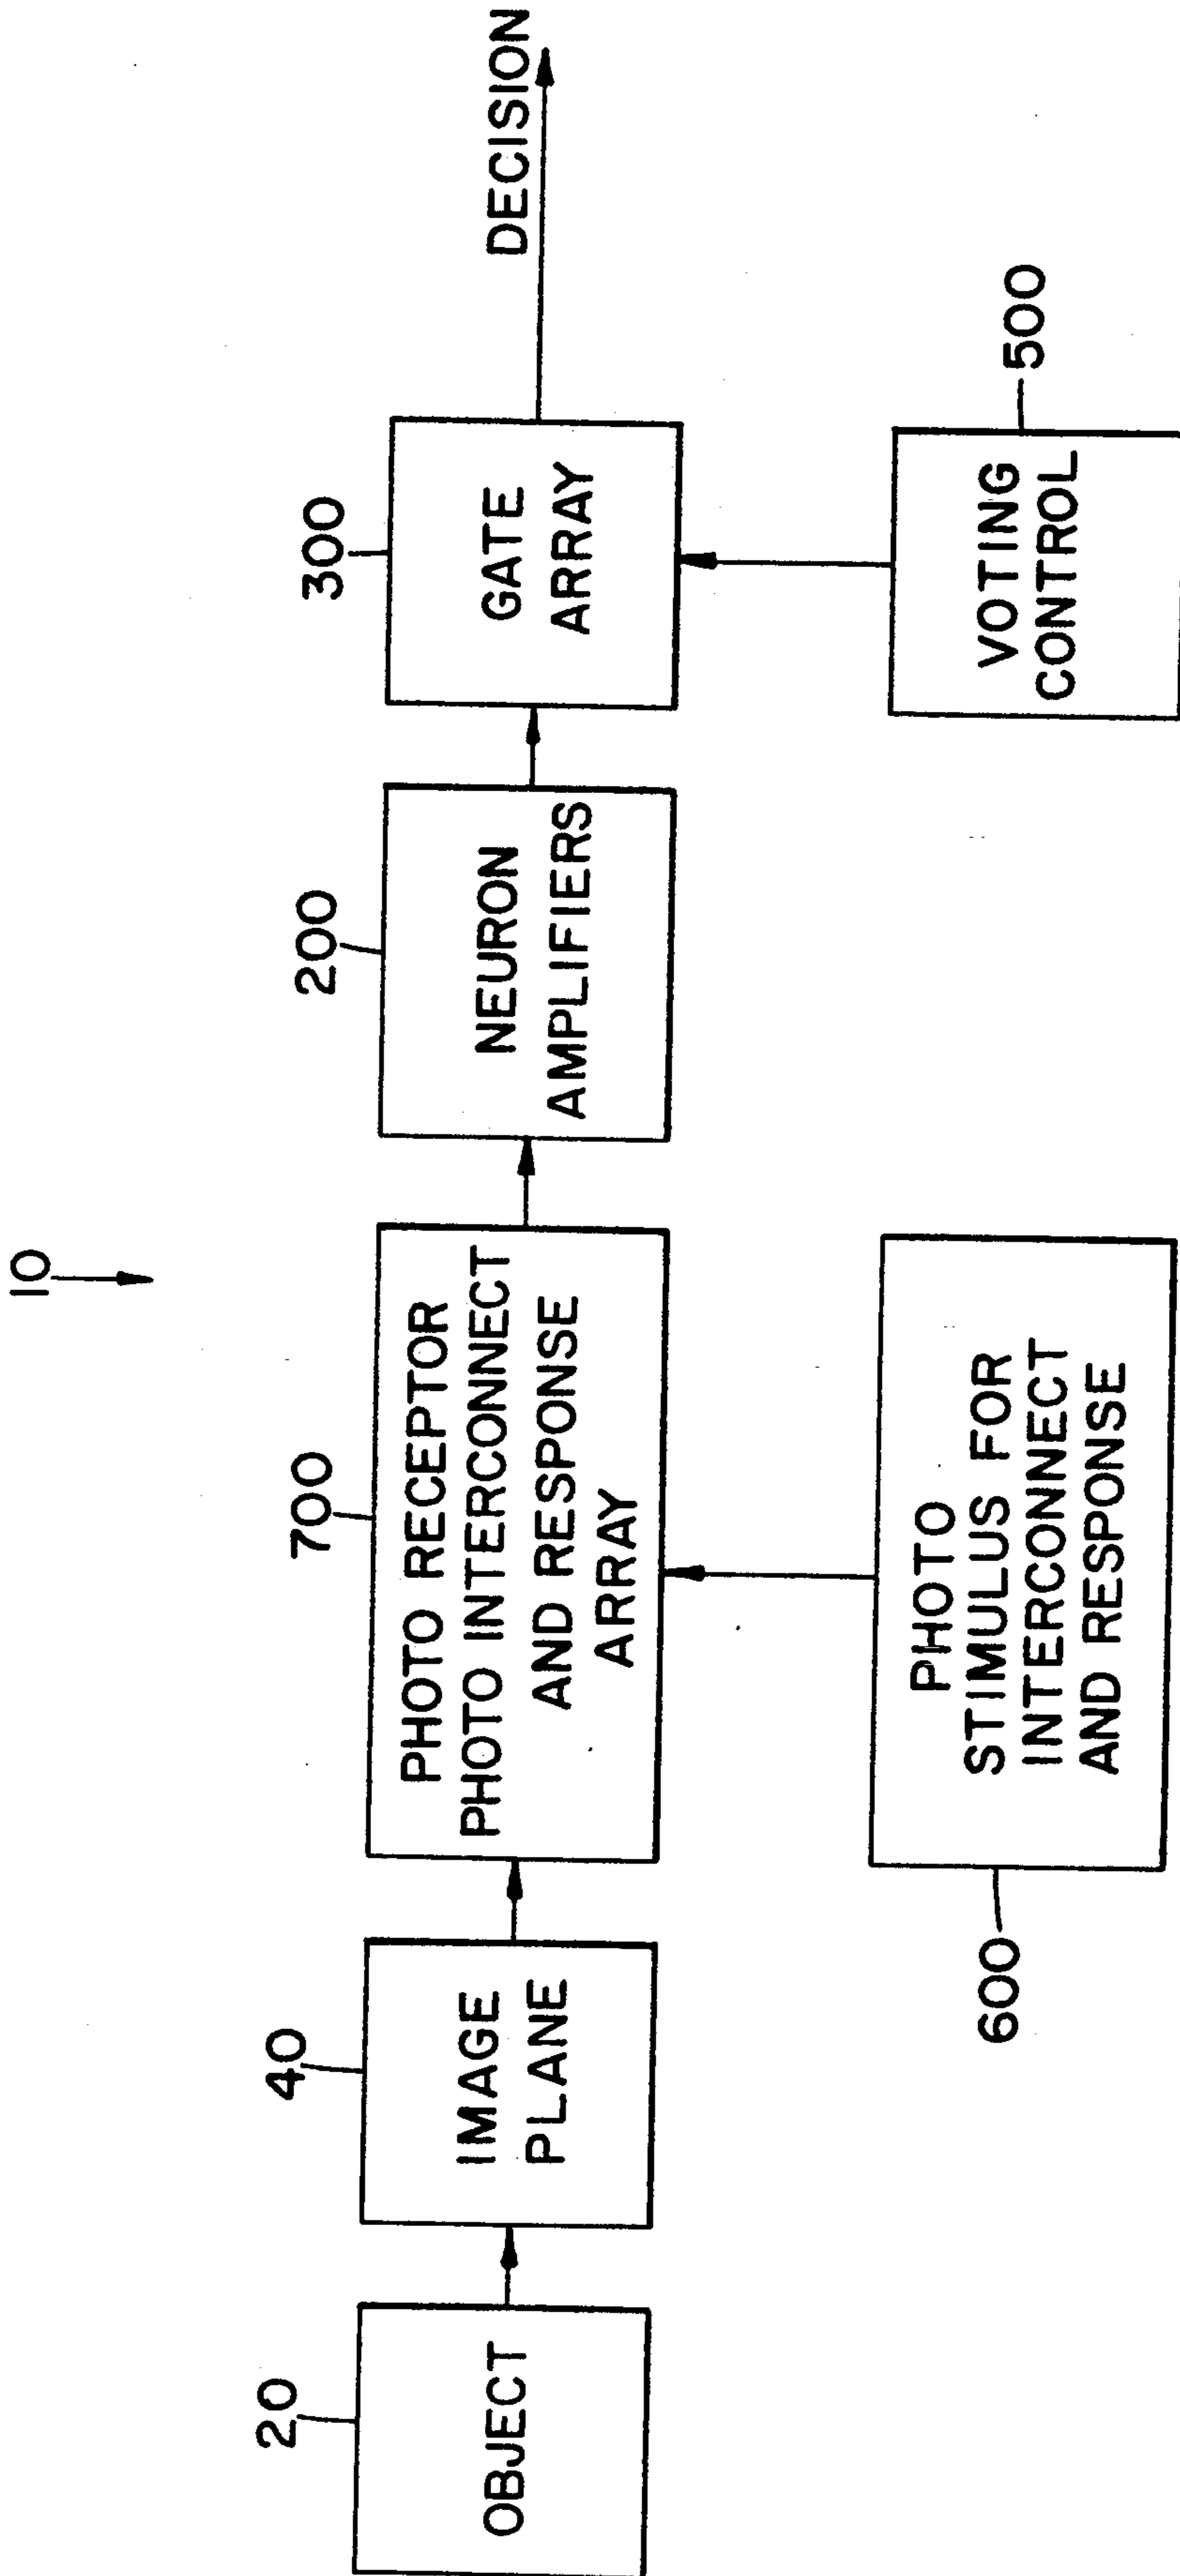 10
20
OBJECT
40
IMAGE
PLANE
700
PHOTO RECEPTOR
PHOTO INTERCONNECT
AND RESPONSE
ARRAY
200
NEURON
AMPLIFIERS
300
GATE
ARRAY
DECISION
600
PHOTO
STIMULUS FOR
INTERCONNECT
AND RESPONSE
500
VOTING
CONTROL